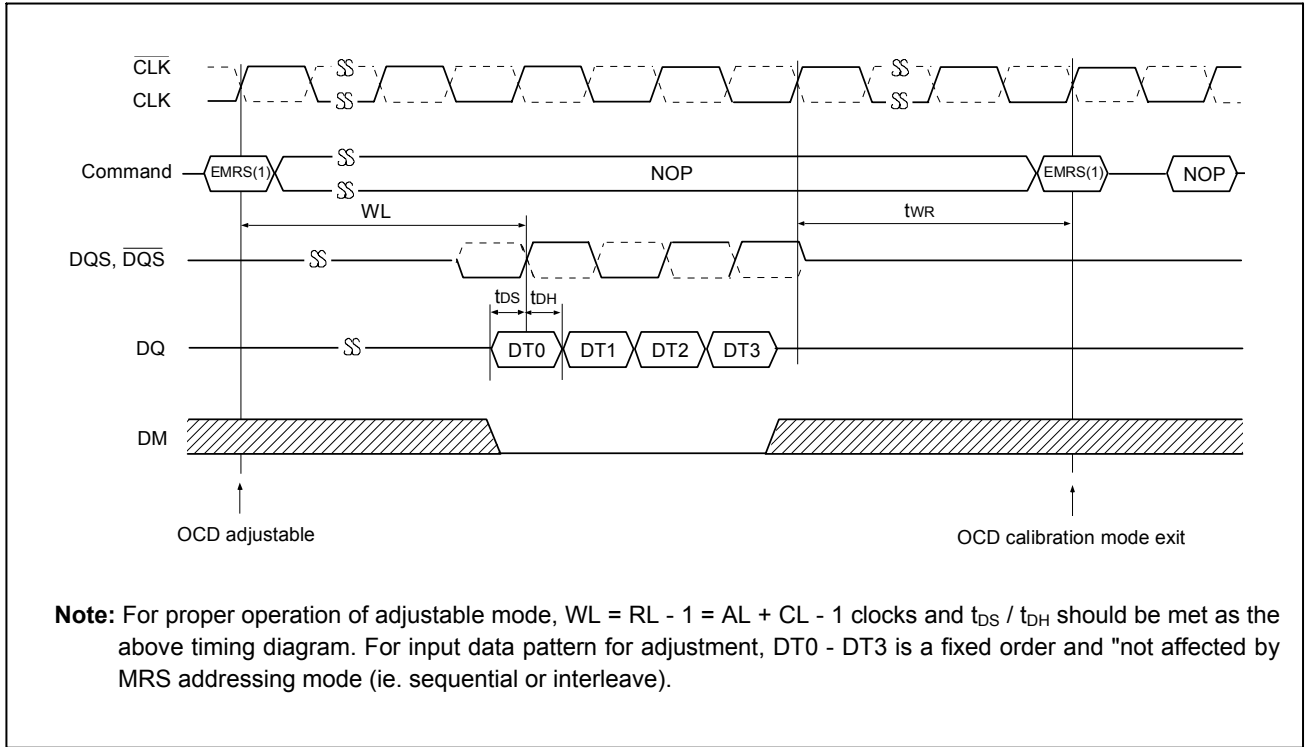 CLK
CLK
Command
EMRS(1)
NOP
EMRS(1)
NOP
WL
tWR
DQS, DQS
tDS
tDH
DQ
DT0
DT1
DT2
DT3
DM
OCD adjustable
OCD calibration mode exit
Note: For proper operation of adjustable mode, WL = RL - 1 = AL + CL - 1 clocks and tDS / tDH should be met as the
above timing diagram. For input data pattern for adjustment, DT0 - DT3 is a fixed order and "not affected by
MRS addressing mode (ie. sequential or interleave).